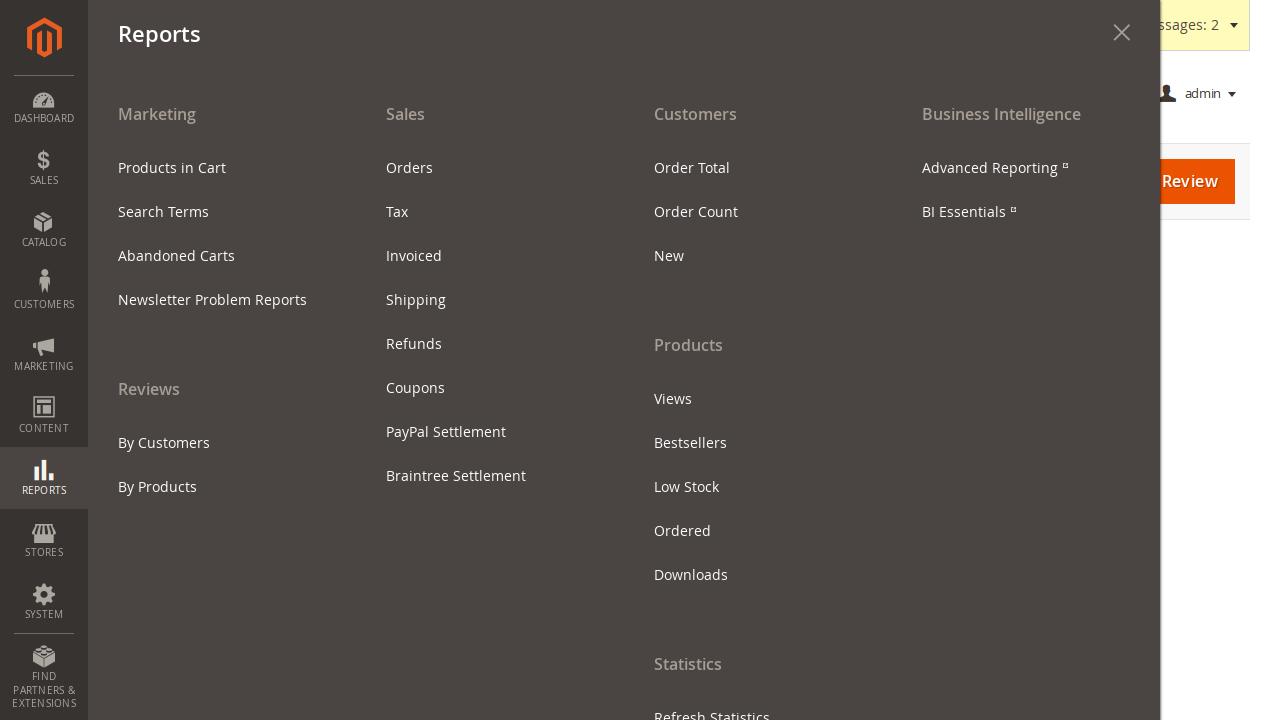 Reports
ssages: 2
admin
Review
DASHBOARD
SALES
CATALOG
CUSTOMERS
MARKETING
CONTENT
REPORTS
STORES
SYSTEM
FIND
PARTNERS &
EXTENSIONS
Marketing
Products in Cart
Search Terms
Abandoned Carts
Newsletter Problem Reports
Reviews
By Customers
By Products
Sales
Orders
Tax
Invoiced
Shipping
Refunds
Coupons
PayPal Settlement
Braintree Settlement
Customers
Order Total
Order Count
New
Products
Views
Bestsellers
Low Stock
Ordered
Downloads
Statistics
Refresh Statistics
Business Intelligence
Advanced Reporting
BI Essentials